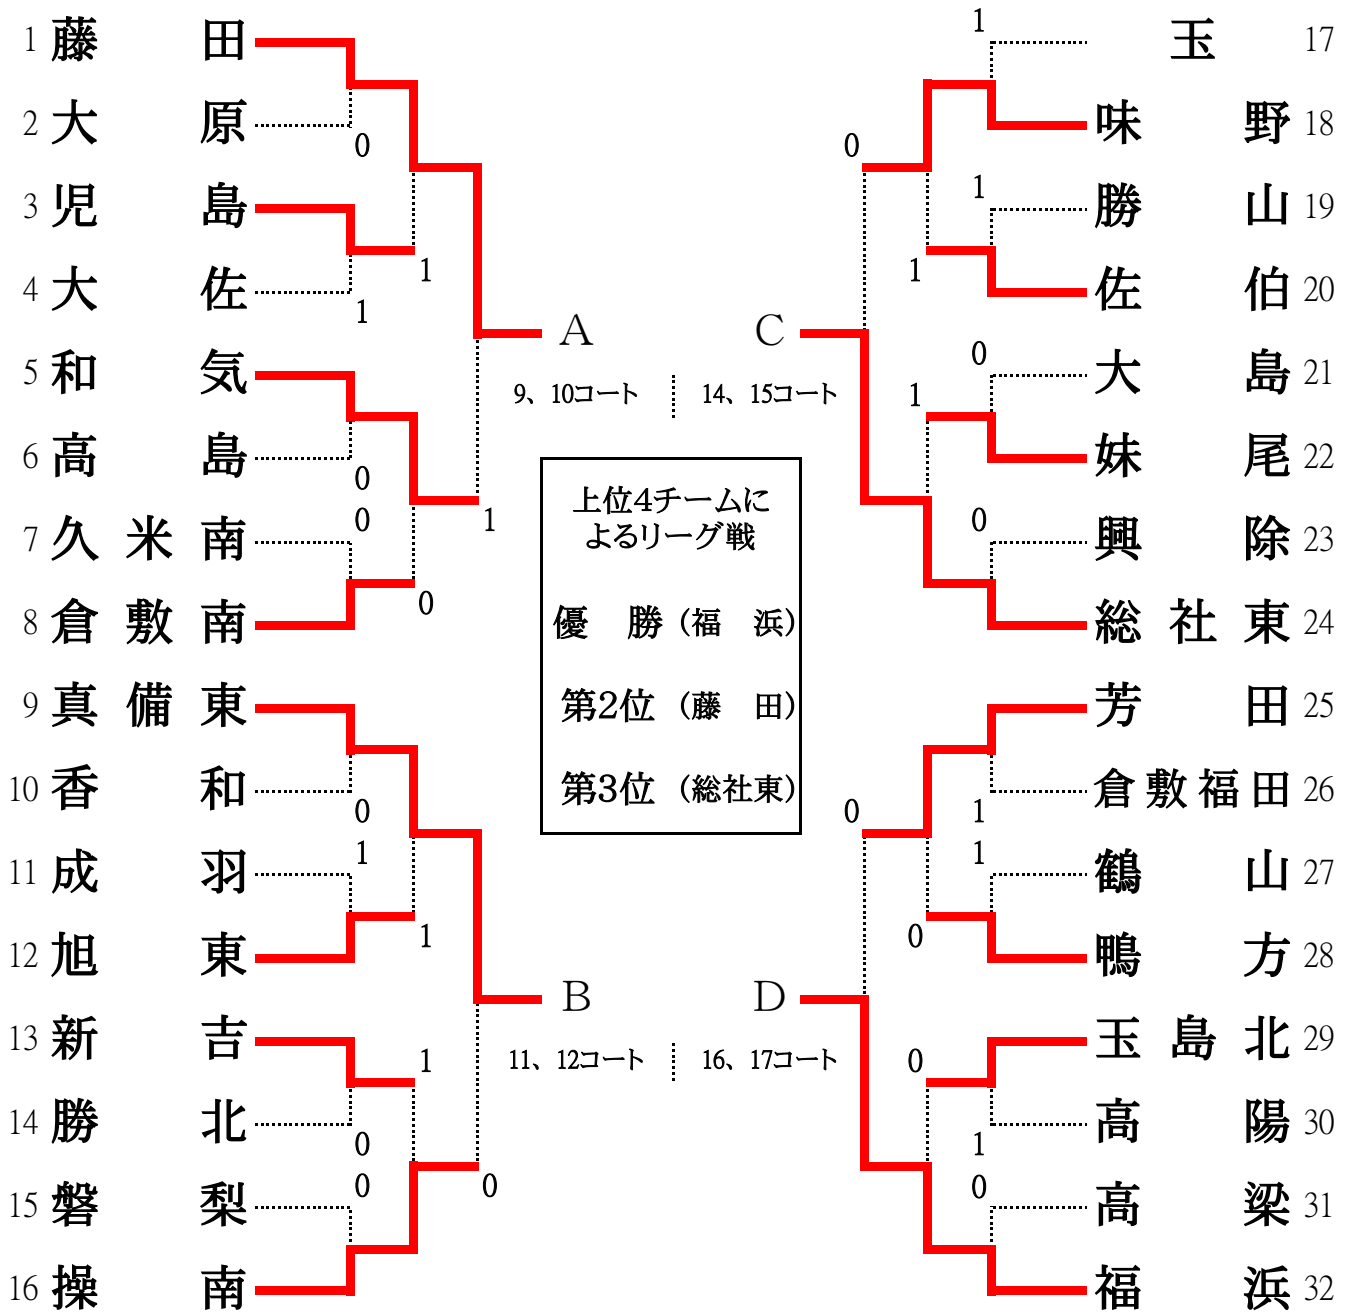 1 藤田
2 大原
0
3 児島
4 大佐
1
1
5 和気
6 高島
0
0
7 久米南
8 倉敷南
0
1
A
9、10コート
9 真備東
10 香和
0
1
11 成羽
12 旭東
1
13 新吉
1
14 勝北
0
0
15 磐梨
16 操南
0
B
11、12コート
上位4チームに
よるリーグ戦
優　勝（福　浜）
第2位（藤　田）
第3位（総社東）
1
玉 17
味野 18
0
1
勝山 19
1
佐伯 20
C
14、15コート
0
大島 21
1
妹尾 22
0
興除 23
総社東 24
芳田 25
倉敷福田 26
0
1
1
鶴山 27
0
鴨方 28
D
16、17コート
玉島北 29
0
高陽 30
1
0
高梁 31
福浜 32